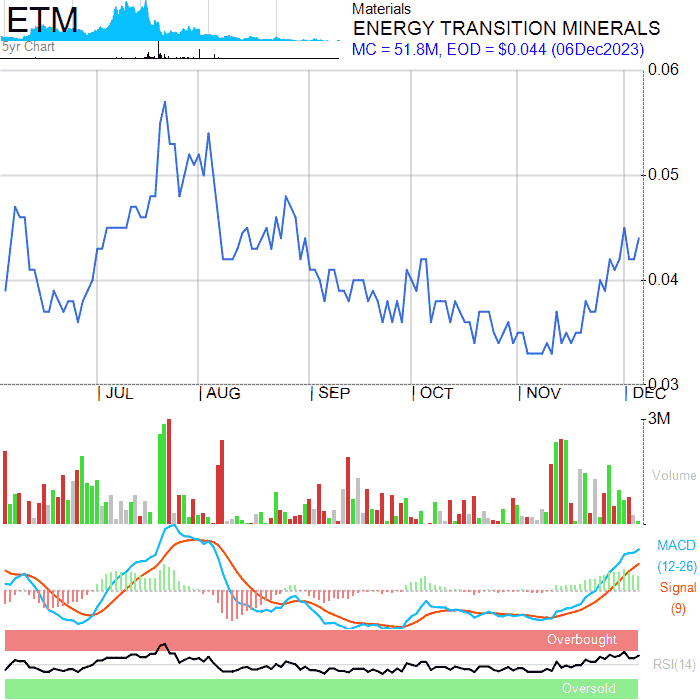 ETM
5yr Chart
Materials
ENERGY TRANSITION MINERALS
MC = 51.8M, EOD = $0.044 (06Dec2023)
0.06
0.05
0.04
0.03
| JUL | AUG | SEP | OCT | NOV | DEC
3M
Volume
MACD
(12-26)
Signal
(9)
Overbought
RSI(14)
Oversold